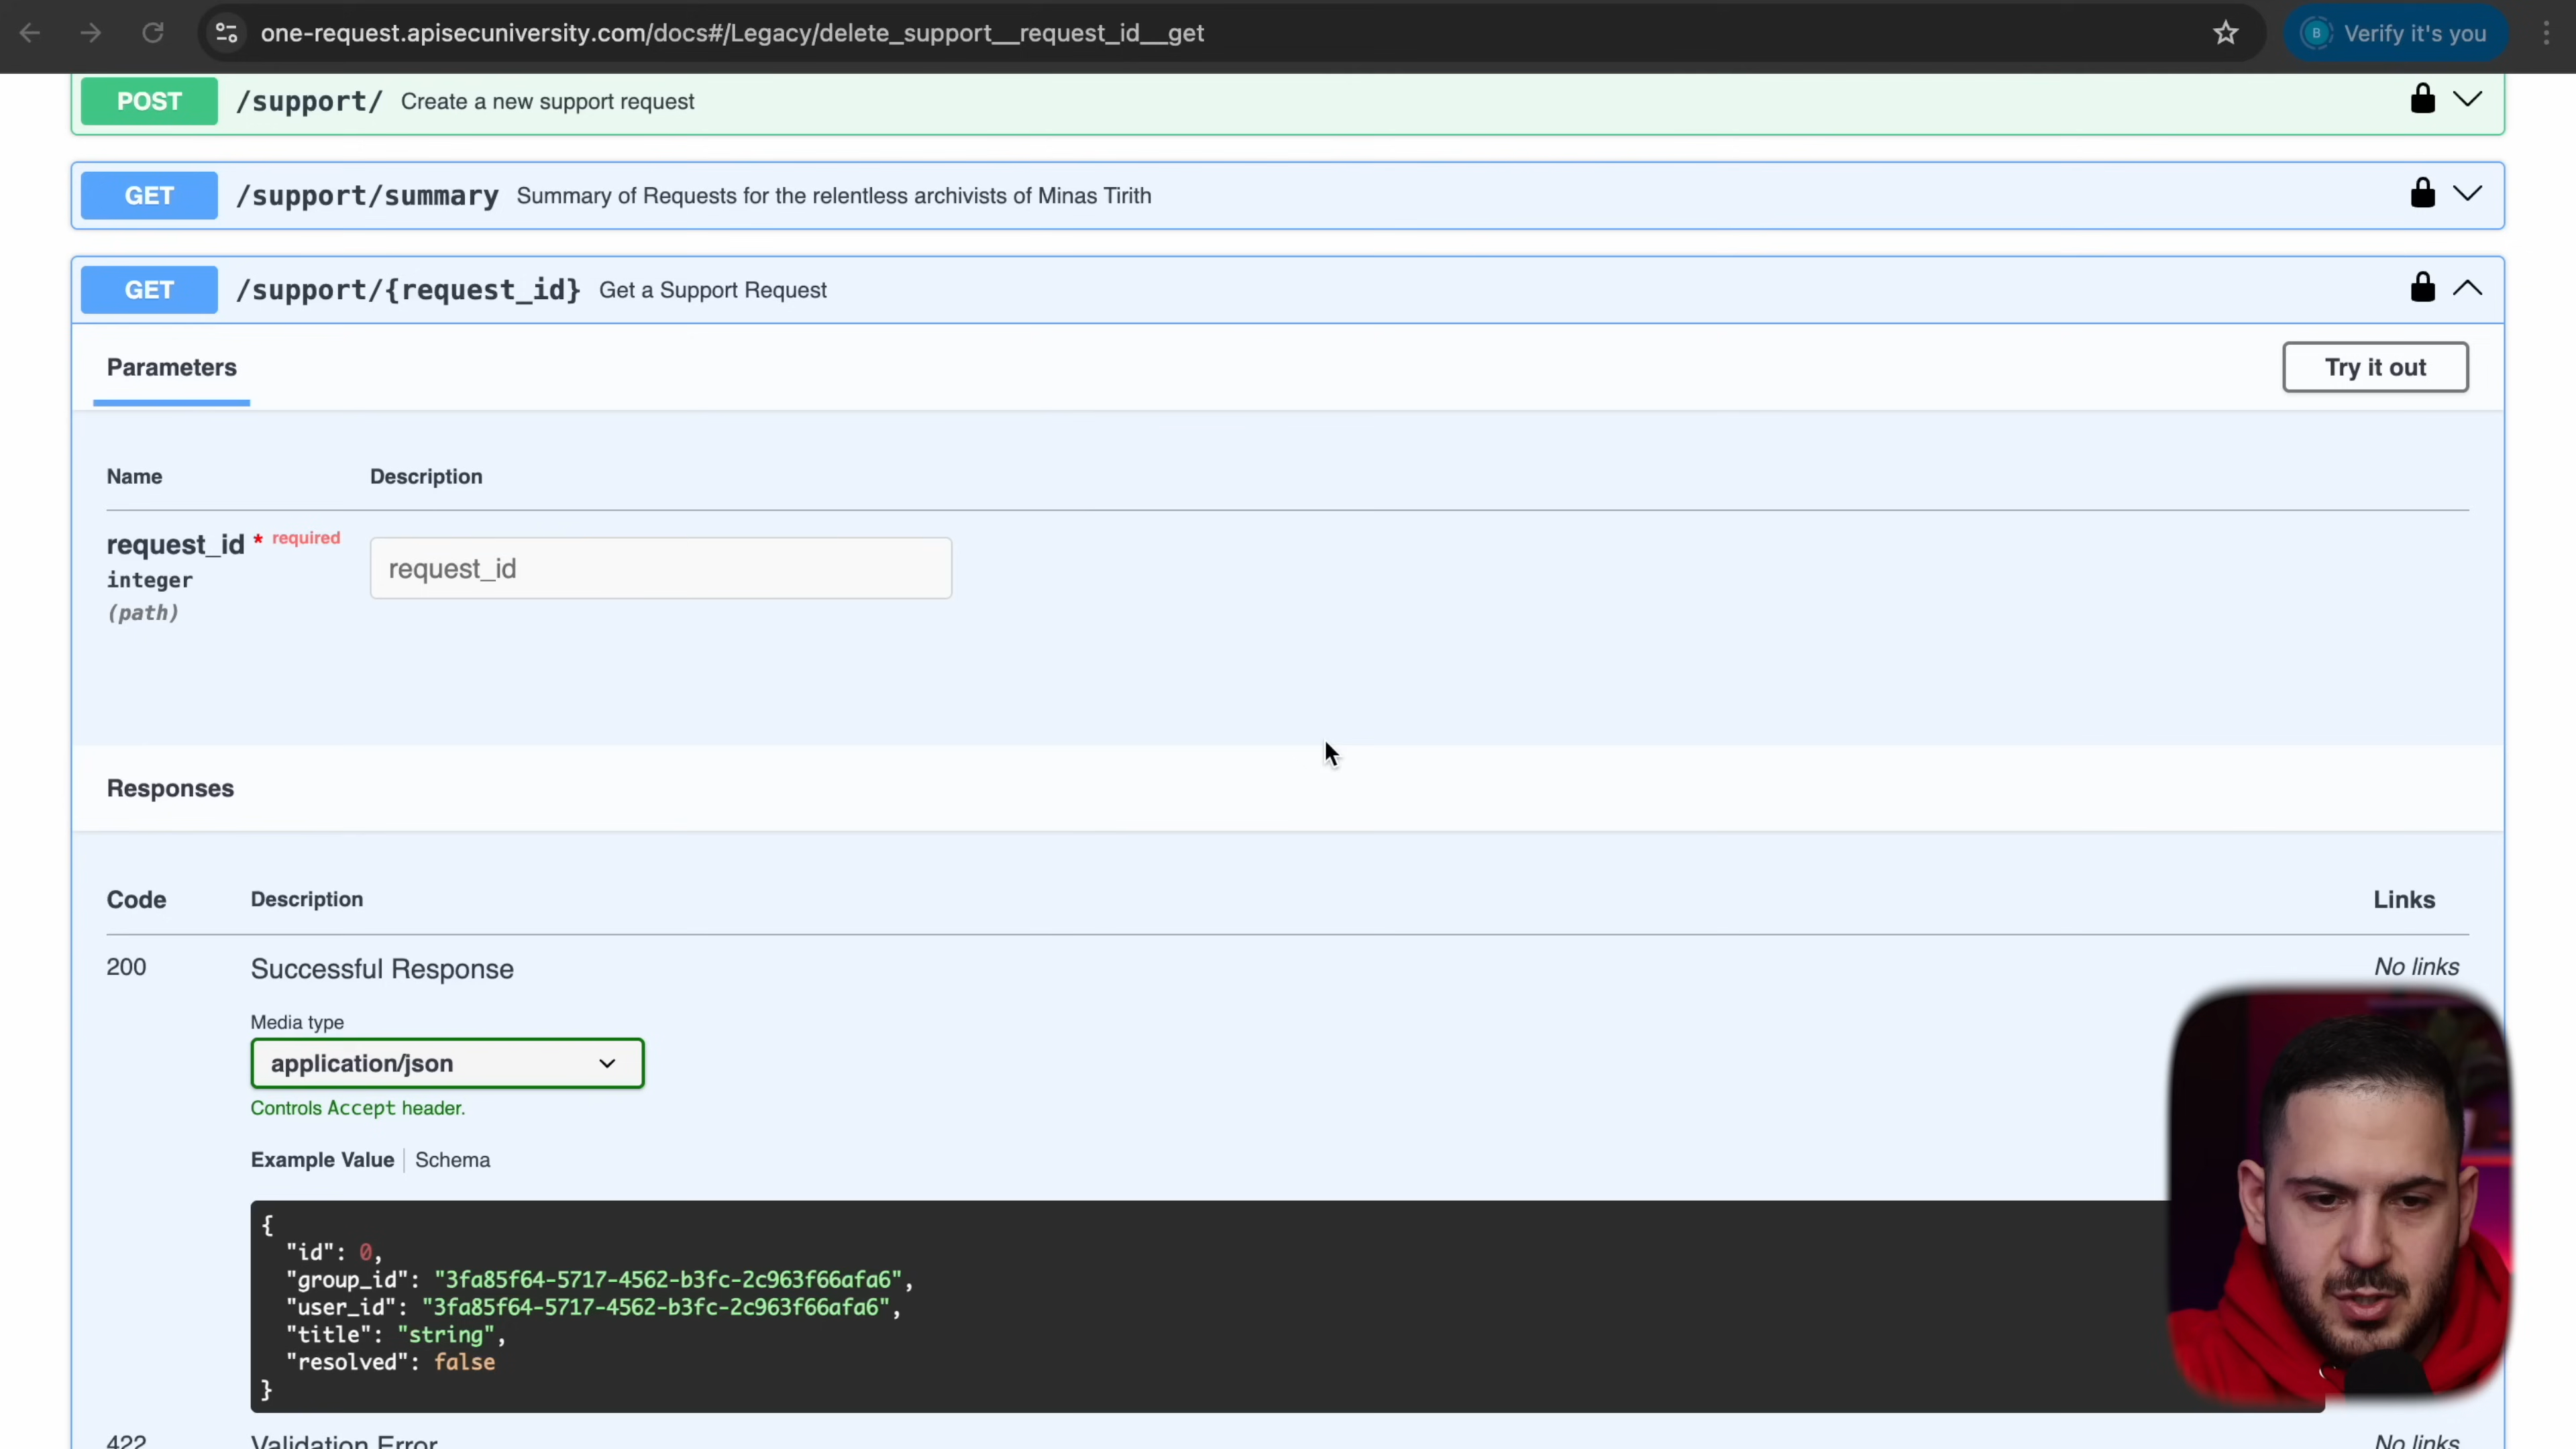 one-request.apisecuniversity.com/docs#/Legacy/delete_support__request_id__get
B Verify it's you
POST /support/ Create a new support request
GET /support/summary Summary of Requests for the relentless archivists of Minas Tirith
GET /support/{request_id} Get a Support Request
Parameters Try it out
Name Description
request_id * required
integer
(path)
request_id
Responses
Code Description Links
200 Successful Response No links
Media type
application/json
Controls Accept header.
Example Value Schema
{
"id": 0,
"group_id": "3fa85f64-5717-4562-b3fc-2c963f66afa6",
"user_id": "3fa85f64-5717-4562-b3fc-2c963f66afa6",
"title": "string",
"resolved": false
}
422 Validation Error No links